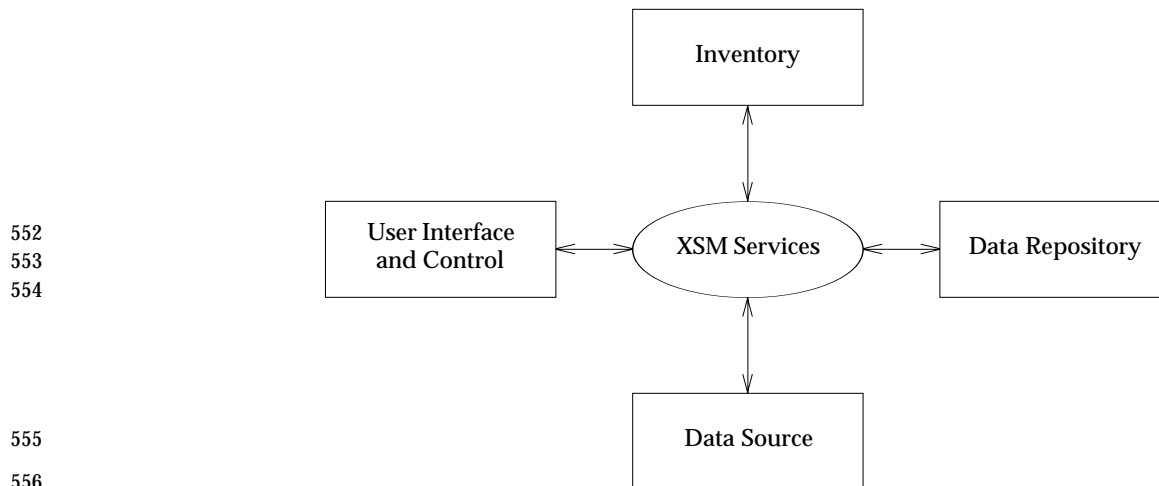 Inventory
552
553
554
User Interface
and Control
XSM Services
Data Repository
555
Data Source
556